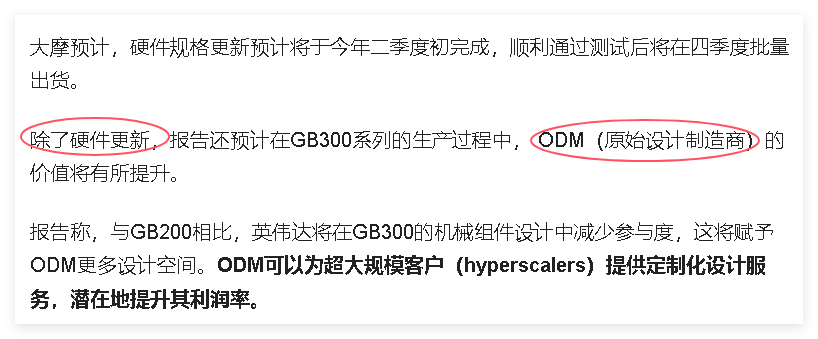 大摩预计，硬件规格更新预计将于今年二季度初完成，顺利通过测试后将在四季度批量
出货。
除了硬件更新，报告还预计在GB300系列的生产过程中，ODM（原始设计制造商）的
价值将有所提升。
报告称，与GB200相比，英伟达将在GB300的机械组件设计中减少参与度，这将赋予
ODM更多设计空间。ODM可以为超大规模客户（hyperscalers）提供定制化设计服
务，潜在地提升其利润率。